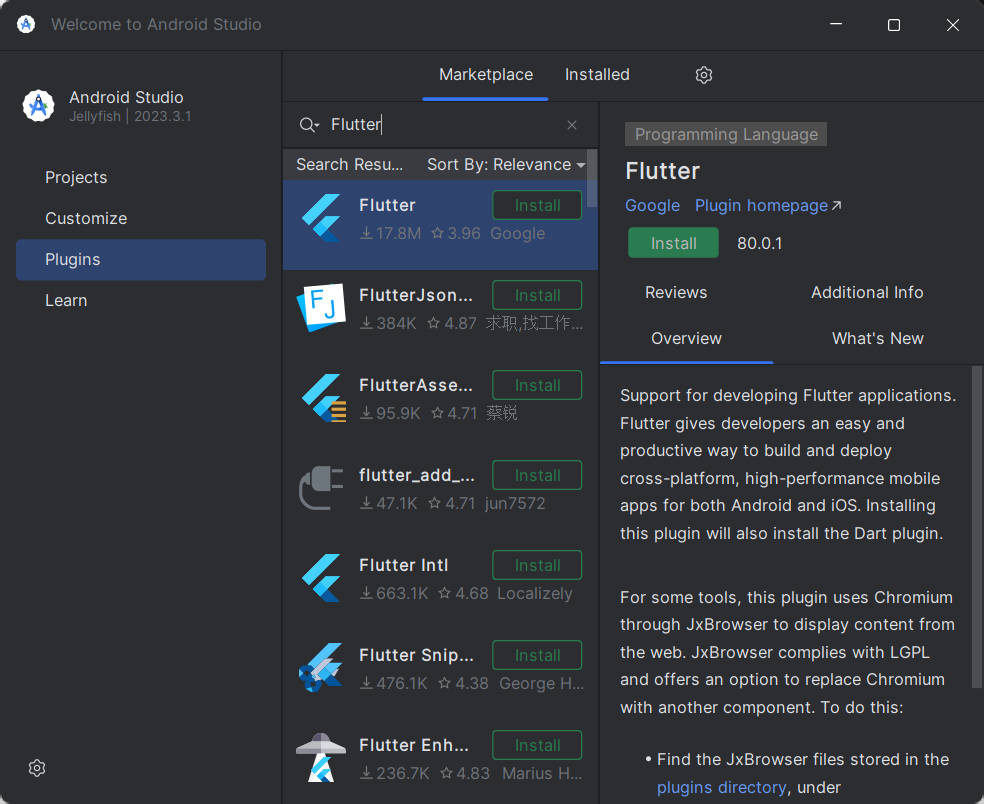 Welcome to Android Studio
Android Studio
Jellyfish | 2023.3.1
Projects
Customize
Plugins
Learn
Marketplace
Installed
Flutter
Search Resu...
Sort By: Relevance
Flutter
Install
17.8M 3.96 Google
FlutterJson...
Install
384K 4.87 求职,找工作...
FlutterAsse...
Install
95.9K 4.71 蔡锐
flutter_add_...
Install
47.1K 4.71 jun7572
Flutter Intl
Install
663.1K 4.68 Localizely
Flutter Snip...
Install
476.1K 4.38 George H...
Flutter Enh...
Install
236.7K 4.83 Marius H...
Programming Language
Flutter
Google Plugin homepage
Install 80.0.1
Reviews
Additional Info
Overview
What's New
Support for developing Flutter applications.
Flutter gives developers an easy and
productive way to build and deploy
cross-platform, high-performance mobile
apps for both Android and iOS. Installing
this plugin will also install the Dart plugin.
For some tools, this plugin uses Chromium
through JxBrowser to display content from
the web. JxBrowser complies with LGPL
and offers an option to replace Chromium
with another component. To do this:
• Find the JxBrowser files stored in the
plugins directory, under